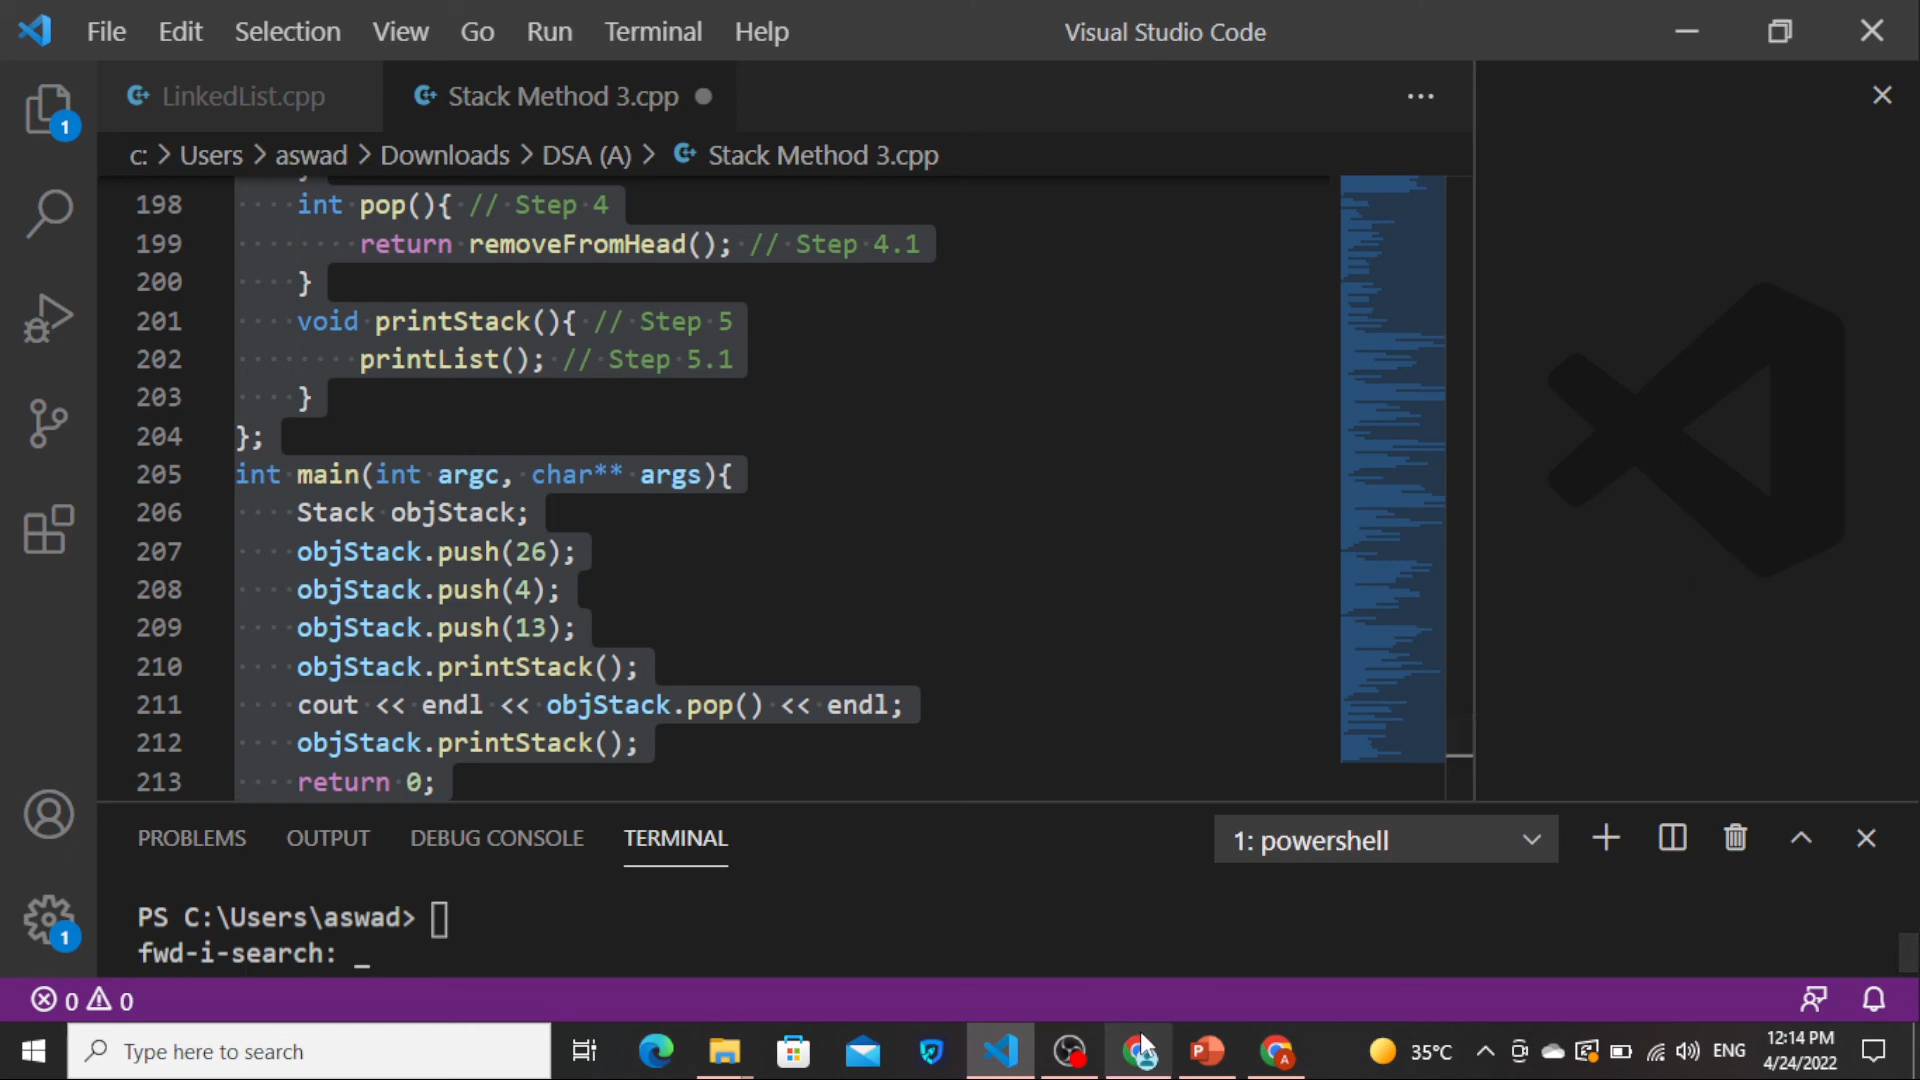 File Edit Selection View Go Run Terminal Help Visual Studio Code
LinkedList.cpp Stack Method 3.cpp
c: > Users > aswad > Downloads > DSA (A) > Stack Method 3.cpp
198 int pop(){ // Step 4
199 return removeFromHead(); // Step 4.1
200 }
201 void printStack(){ // Step 5
202 printList(); // Step 5.1
203 }
204 };
205 int main(int argc, char** args){
206 Stack objStack;
207 objStack.push(26);
208 objStack.push(4);
209 objStack.push(13);
210 objStack.printStack();
211 cout << endl << objStack.pop() << endl;
212 objStack.printStack();
213 return 0;
PROBLEMS OUTPUT DEBUG CONSOLE TERMINAL 1: powershell
PS C:\Users\aswad>
fwd-i-search: _
0 0
Type here to search 35°C ENG 12:14 PM
4/24/2022
1
1